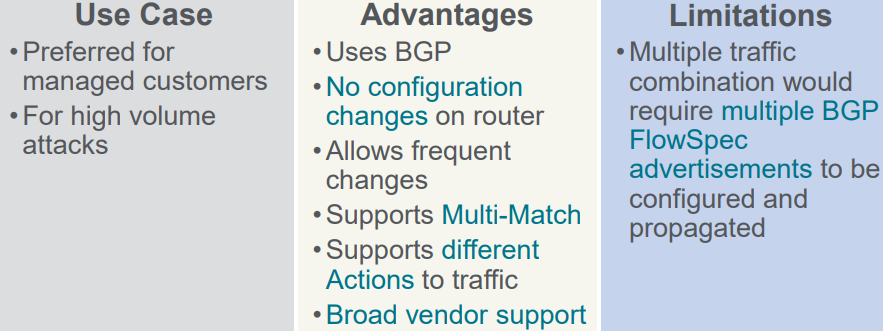 Use Case
• Preferred for
managed customers
• For high volume
attacks
Advantages
• Uses BGP
• No configuration
changes on router
• Allows frequent
changes
• Supports Multi-Match
• Supports different
Actions to traffic
• Broad vendor support
Limitations
• Multiple traffic
combination would
require multiple BGP
FlowSpec
advertisements to be
configured and
propagated